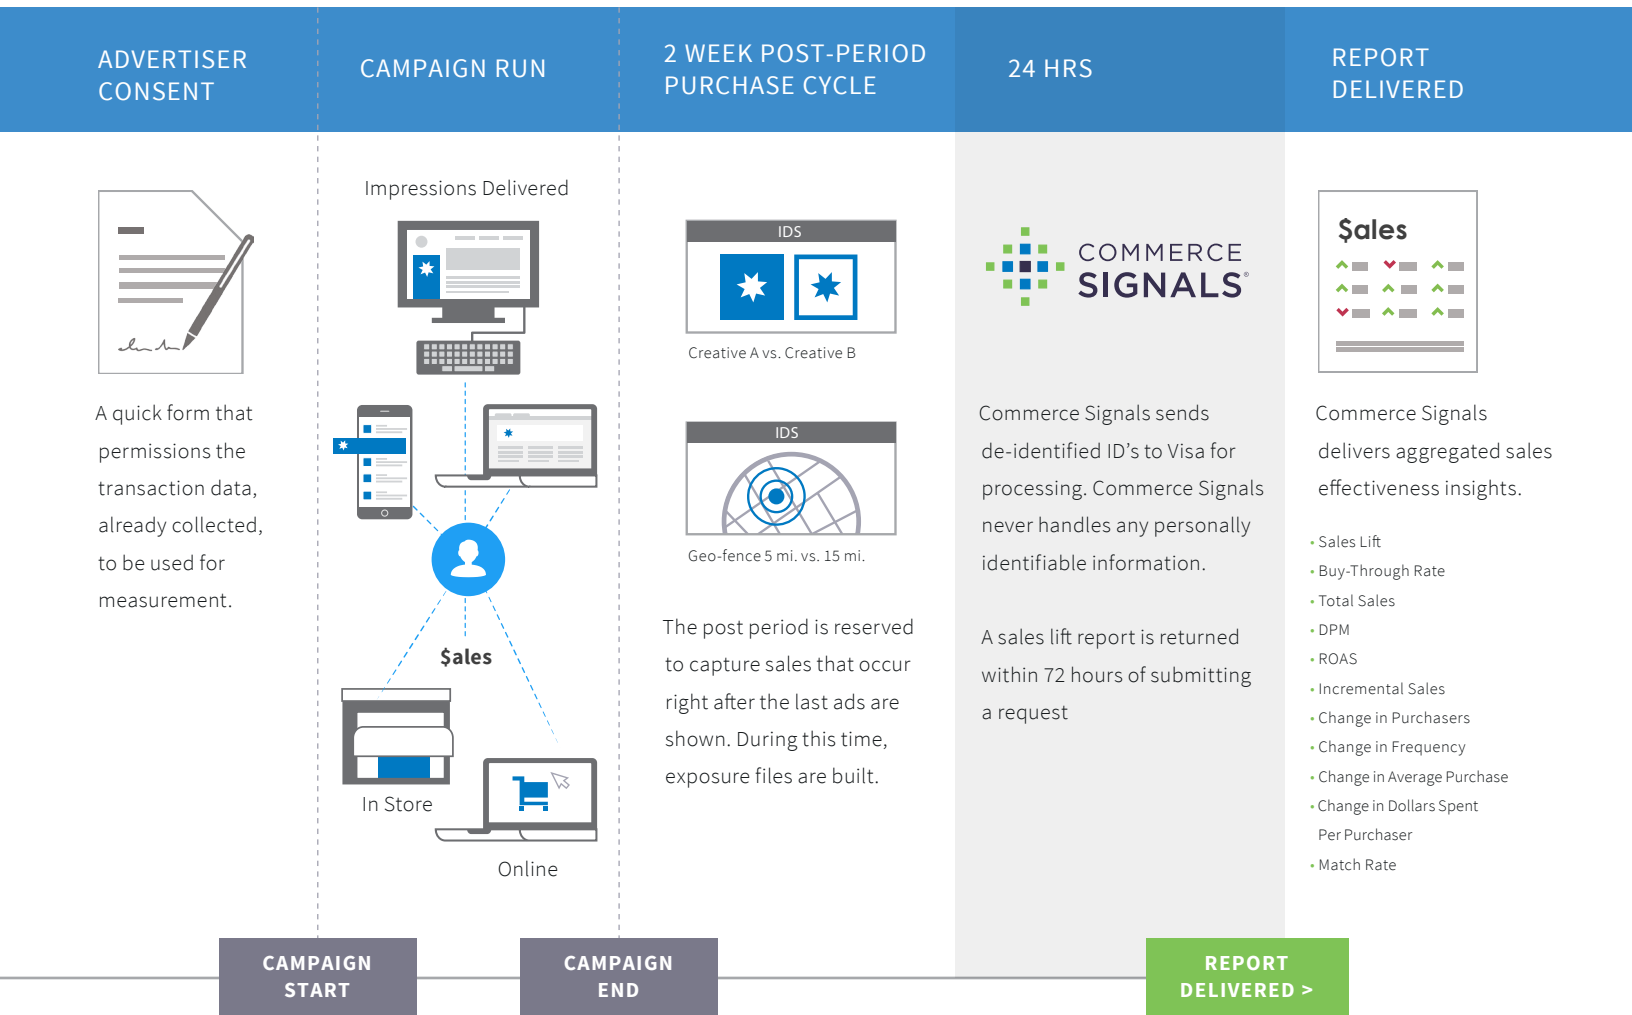 ADVERTISER
CONSENT
CAMPAIGN RUN
2 WEEK POST-PERIOD
PURCHASE CYCLE
24 HRS
REPORT
DELIVERED
A quick form that
permissions the
transaction data,
already collected,
to be used for
measurement.
Impressions Delivered
$ales
In Store
Online
IDS
Creative A vs. Creative B
IDS
Geo-fence 5 mi. vs. 15 mi.
The post period is reserved
to capture sales that occur
right after the last ads are
shown. During this time,
exposure files are built.
COMMERCE
SIGNALS®
Commerce Signals sends
de-identified ID's to Visa for
processing. Commerce Signals
never handles any personally
identifiable information.
A sales lift report is returned
within 72 hours of submitting
a request
$ales
Commerce Signals
delivers aggregated sales
effectiveness insights.
• Sales Lift
• Buy-Through Rate
• Total Sales
• DPM
• ROAS
• Incremental Sales
• Change in Purchasers
• Change in Frequency
• Change in Average Purchase
• Change in Dollars Spent
Per Purchaser
• Match Rate
CAMPAIGN
START
CAMPAIGN
END
REPORT
DELIVERED >